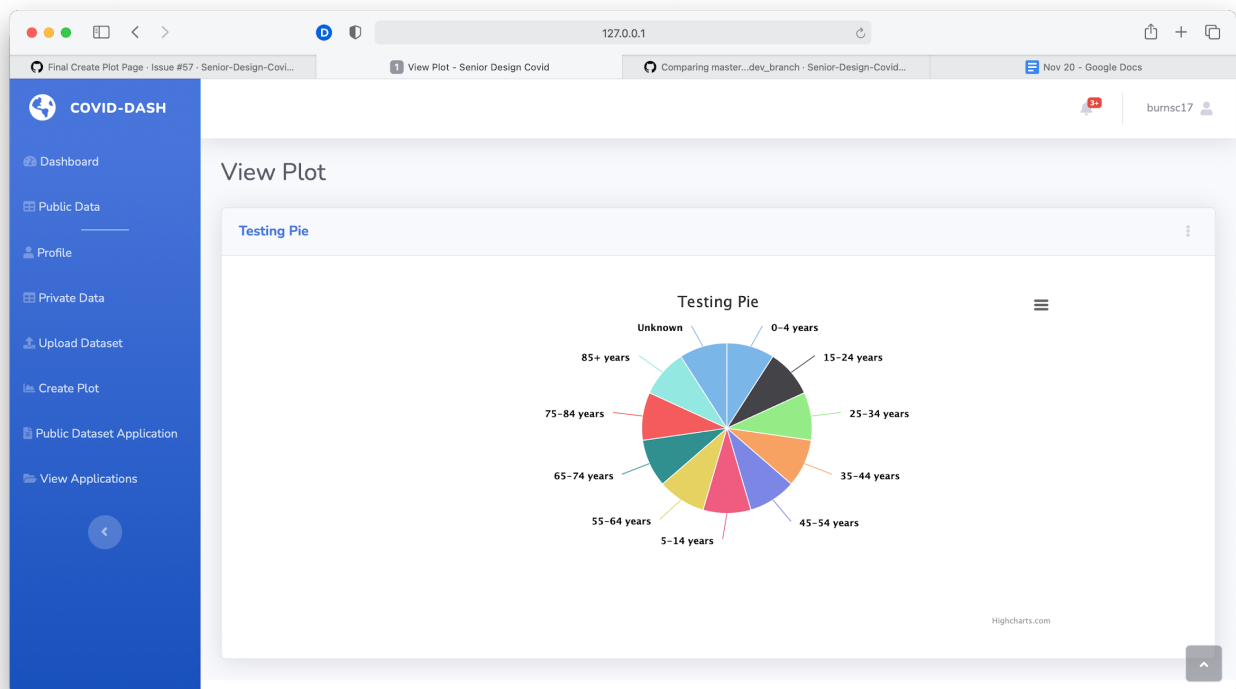 127.0.0.1
Final Create Plot Page · Issue #57 · Senior-Design-Covi...
1 View Plot - Senior Design Covid
Comparing master...dev_branch · Senior-Design-Covid...
Nov 20 - Google Docs
D
COVID-DASH
3+
burnsc17
Dashboard
Public Data
Profile
Private Data
Upload Dataset
Create Plot
Public Dataset Application
View Applications
View Plot
Testing Pie
Testing Pie
Unknown
0-4 years
85+ years
15-24 years
75-84 years
25-34 years
65-74 years
35-44 years
55-64 years
45-54 years
5-14 years
Highcharts.com